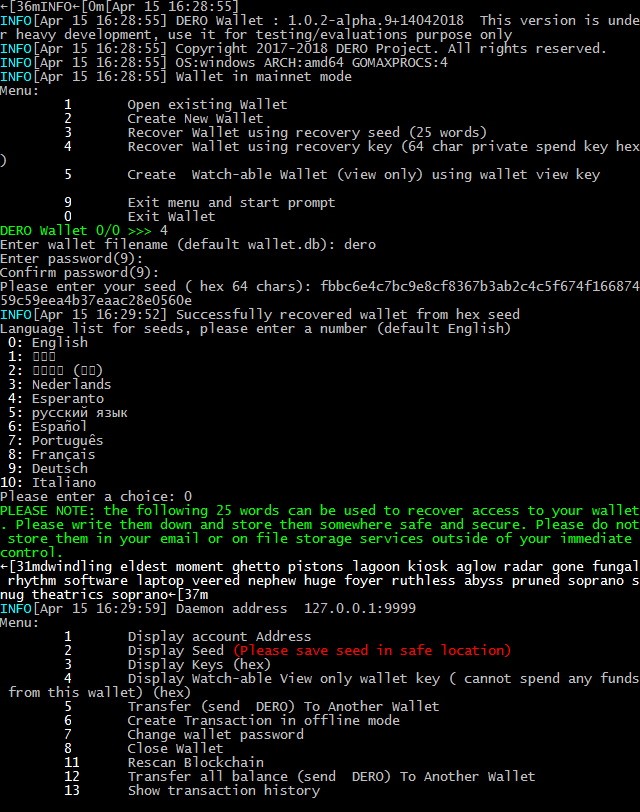 ←[36mINFO←[0m[Apr 15 16:28:55]
INFO[Apr 15 16:28:55] DERO Wallet : 1.0.2-alpha.9+14042018  This version is unde
r heavy development, use it for testing/evaluations purpose only
INFO[Apr 15 16:28:55] Copyright 2017-2018 DERO Project. All rights reserved.
INFO[Apr 15 16:28:55] OS:windows ARCH:amd64 GOMAXPROCS:4
INFO[Apr 15 16:28:55] Wallet in mainnet mode
Menu:
1 Open existing Wallet
2 Create New Wallet
3 Recover Wallet using recovery seed (25 words)
4 Recover Wallet using recovery key (64 char private spend key hex
)
5 Create  Watch-able Wallet (view only) using wallet view key
9 Exit menu and start prompt
0 Exit Wallet
DERO Wallet 0/0 >>> 4
Enter wallet filename (default wallet.db): dero
Enter password(9):
Confirm password(9):
Please enter your seed ( hex 64 chars): fbbc6e4c7bc9e8cf8367b3ab2c4c5f674f166874
59c59eea4b37eaac28e0560e
INFO[Apr 15 16:29:52] Successfully recovered wallet from hex seed
Language list for seeds, please enter a number (default English)
0: English
1:
2:
3: Nederlands
4: Esperanto
5: русский язык
6: Español
7: Português
8: Français
9: Deutsch
10: Italiano
Please enter a choice: 0
PLEASE NOTE: the following 25 words can be used to recover access to your wallet
. Please write them down and store them somewhere safe and secure. Please do not
store them in your email or on file storage services outside of your immediate
control.
←[31mdwindling eldest moment ghetto pistons lagoon kiosk aglow radar gone fungal
rhythm software laptop veered nephew huge foyer ruthless abyss pruned soprano s
nug theatrics soprano←[37m
INFO[Apr 15 16:29:59] Daemon address  127.0.0.1:9999
Menu:
1 Display account Address
2 Display Seed (Please save seed in safe location)
3 Display Keys (hex)
4 Display Watch-able View only wallet key ( cannot spend any funds
from this wallet) (hex)
5 Transfer (send  DERO) To Another Wallet
6 Create Transaction in offline mode
7 Change wallet password
8 Close Wallet
11 Rescan Blockchain
12 Transfer all balance (send  DERO) To Another Wallet
13 Show transaction history